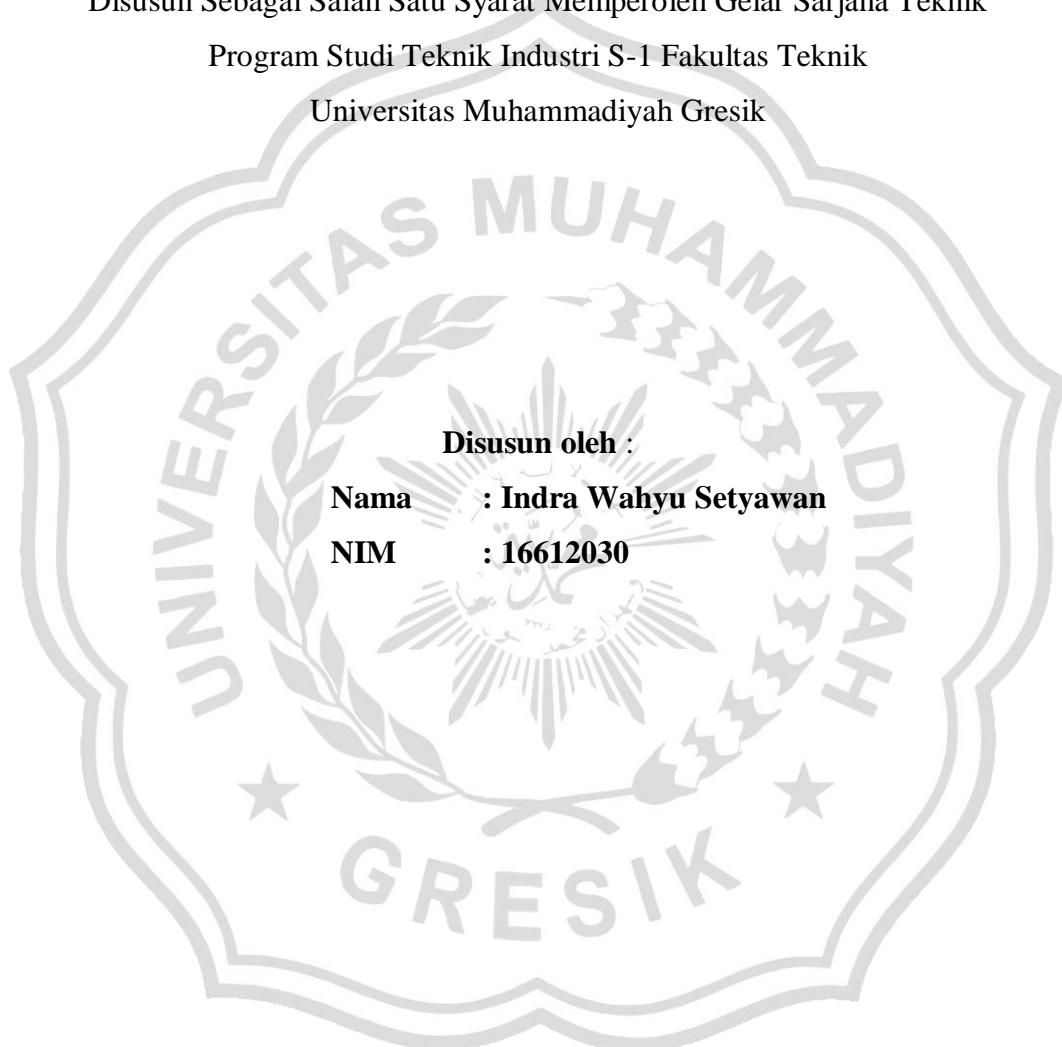 Disusun Sebagai Salah Satu Syarat Memperoleh Gelar Sarjana Teknik
Program Studi Teknik Industri S-1 Fakultas Teknik
Universitas Muhammadiyah Gresik
UNIVERSITAS MUHAMMADIYAH
Disusun oleh :
Nama : Indra Wahyu Setyawan
NIM : 16612030
GRESIK